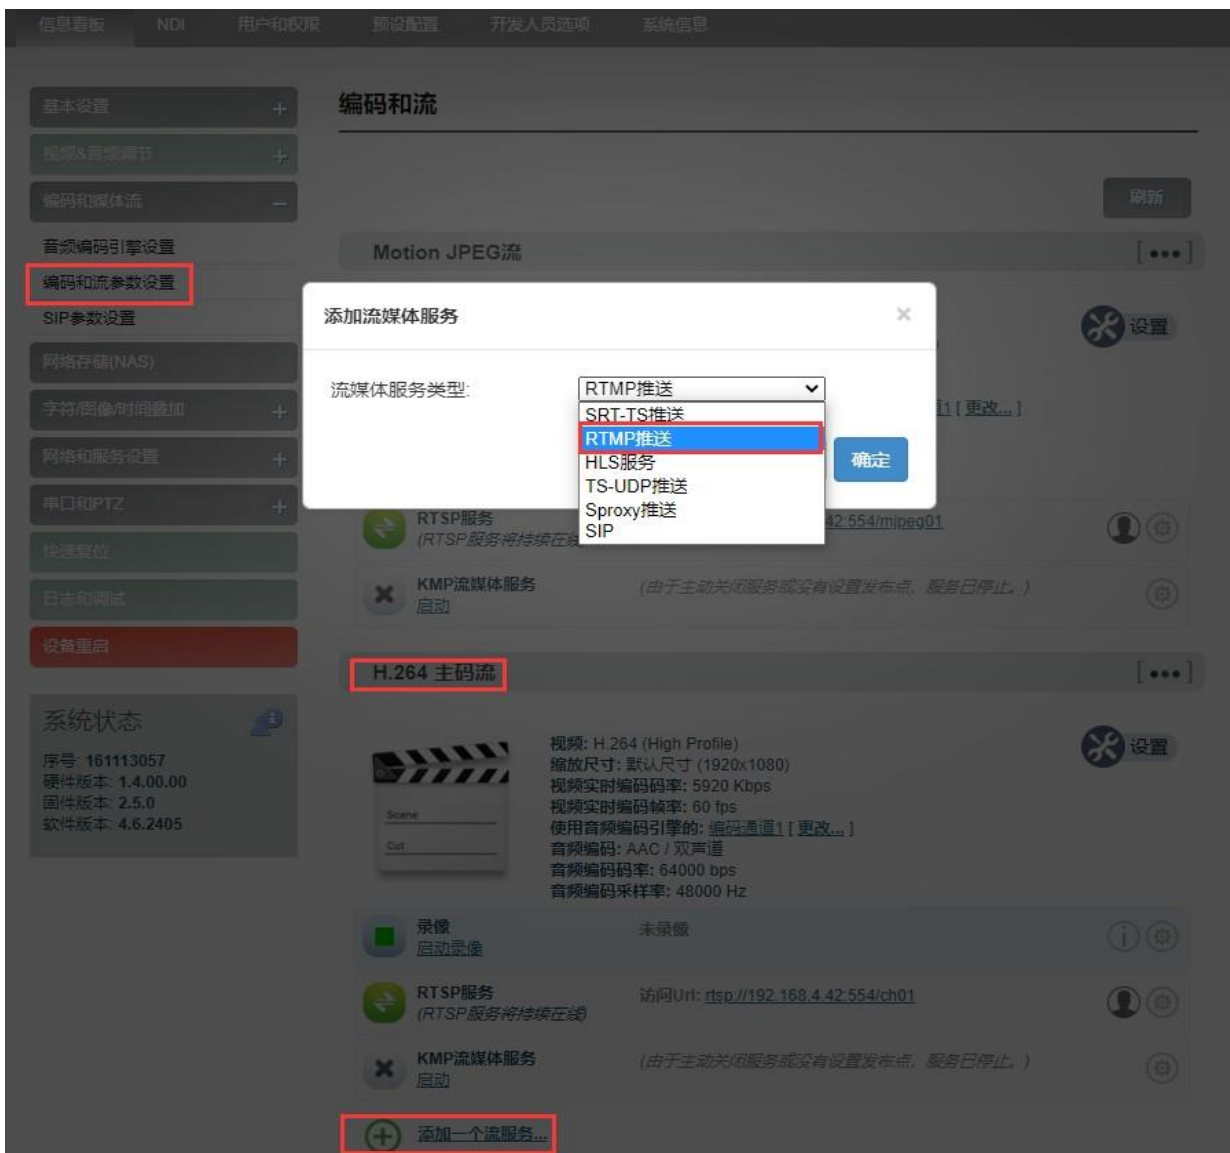 信息看板 NDI 用户和权限 预设配置 开发人员选项 系统信息
基本设置 +
视频&音频调节 +
编码和媒体流 −
音频编码引擎设置
编码和流参数设置
SIP参数设置
网络存储(NAS)
字符/图像/时间叠加 +
网络和服务设置 +
串口和PTZ +
快速复位
日志和调试
设备重启
系统状态
序号: 161113057
硬件版本: 1.4.00.00
固件版本: 2.5.0
软件版本: 4.6.2405
编码和流
刷新
Motion JPEG流 [•••]
设置
添加流媒体服务 ×
流媒体服务类型: RTMP推送
SRT-TS推送
RTMP推送
HLS服务
TS-UDP推送
Sproxy推送
SIP
确定
[ 更改... ]
RTSP服务 42:554/mjpeg01
(RTSP服务将持续在线
KMP流媒体服务 (由于主动关闭服务或没有设置发布点，服务已停止。)
启动
H.264 主码流 [•••]
设置
Scene
Cut
视频: H.264 (High Profile)
缩放尺寸: 默认尺寸 (1920x1080)
视频实时编码码率: 5920 Kbps
视频实时编码帧率: 60 fps
使用音频编码引擎的: 编码通道1 [ 更改... ]
音频编码: AAC / 双声道
音频编码码率: 64000 bps
音频编码采样率: 48000 Hz
录像 未录像
启动录像
RTSP服务 访问Url: rtsp://192.168.4.42:554/ch01
(RTSP服务将持续在线)
KMP流媒体服务 (由于主动关闭服务或没有设置发布点，服务已停止。)
启动
添加一个流服务...